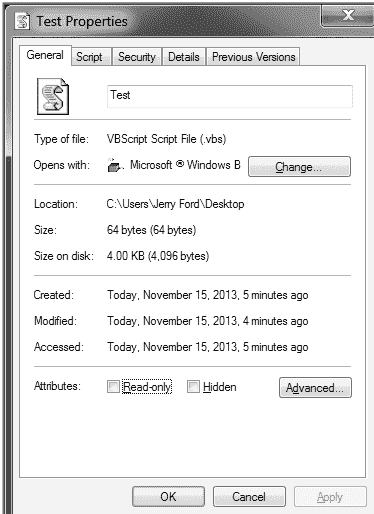 Test Properties
General Script Security Details Previous Versions
Test
Type of file: VBScript Script File (.vbs)
Opens with: Microsoft ® Windows B Change...
Location: C:\Users\Jerry Ford\Desktop
Size: 64 bytes (64 bytes)
Size on disk: 4.00 KB (4,096 bytes)
Created: Today, November 15, 2013, 5 minutes ago
Modified: Today, November 15, 2013, 4 minutes ago
Accessed: Today, November 15, 2013, 5 minutes ago
Attributes: Read-only Hidden Advanced...
OK Cancel Apply